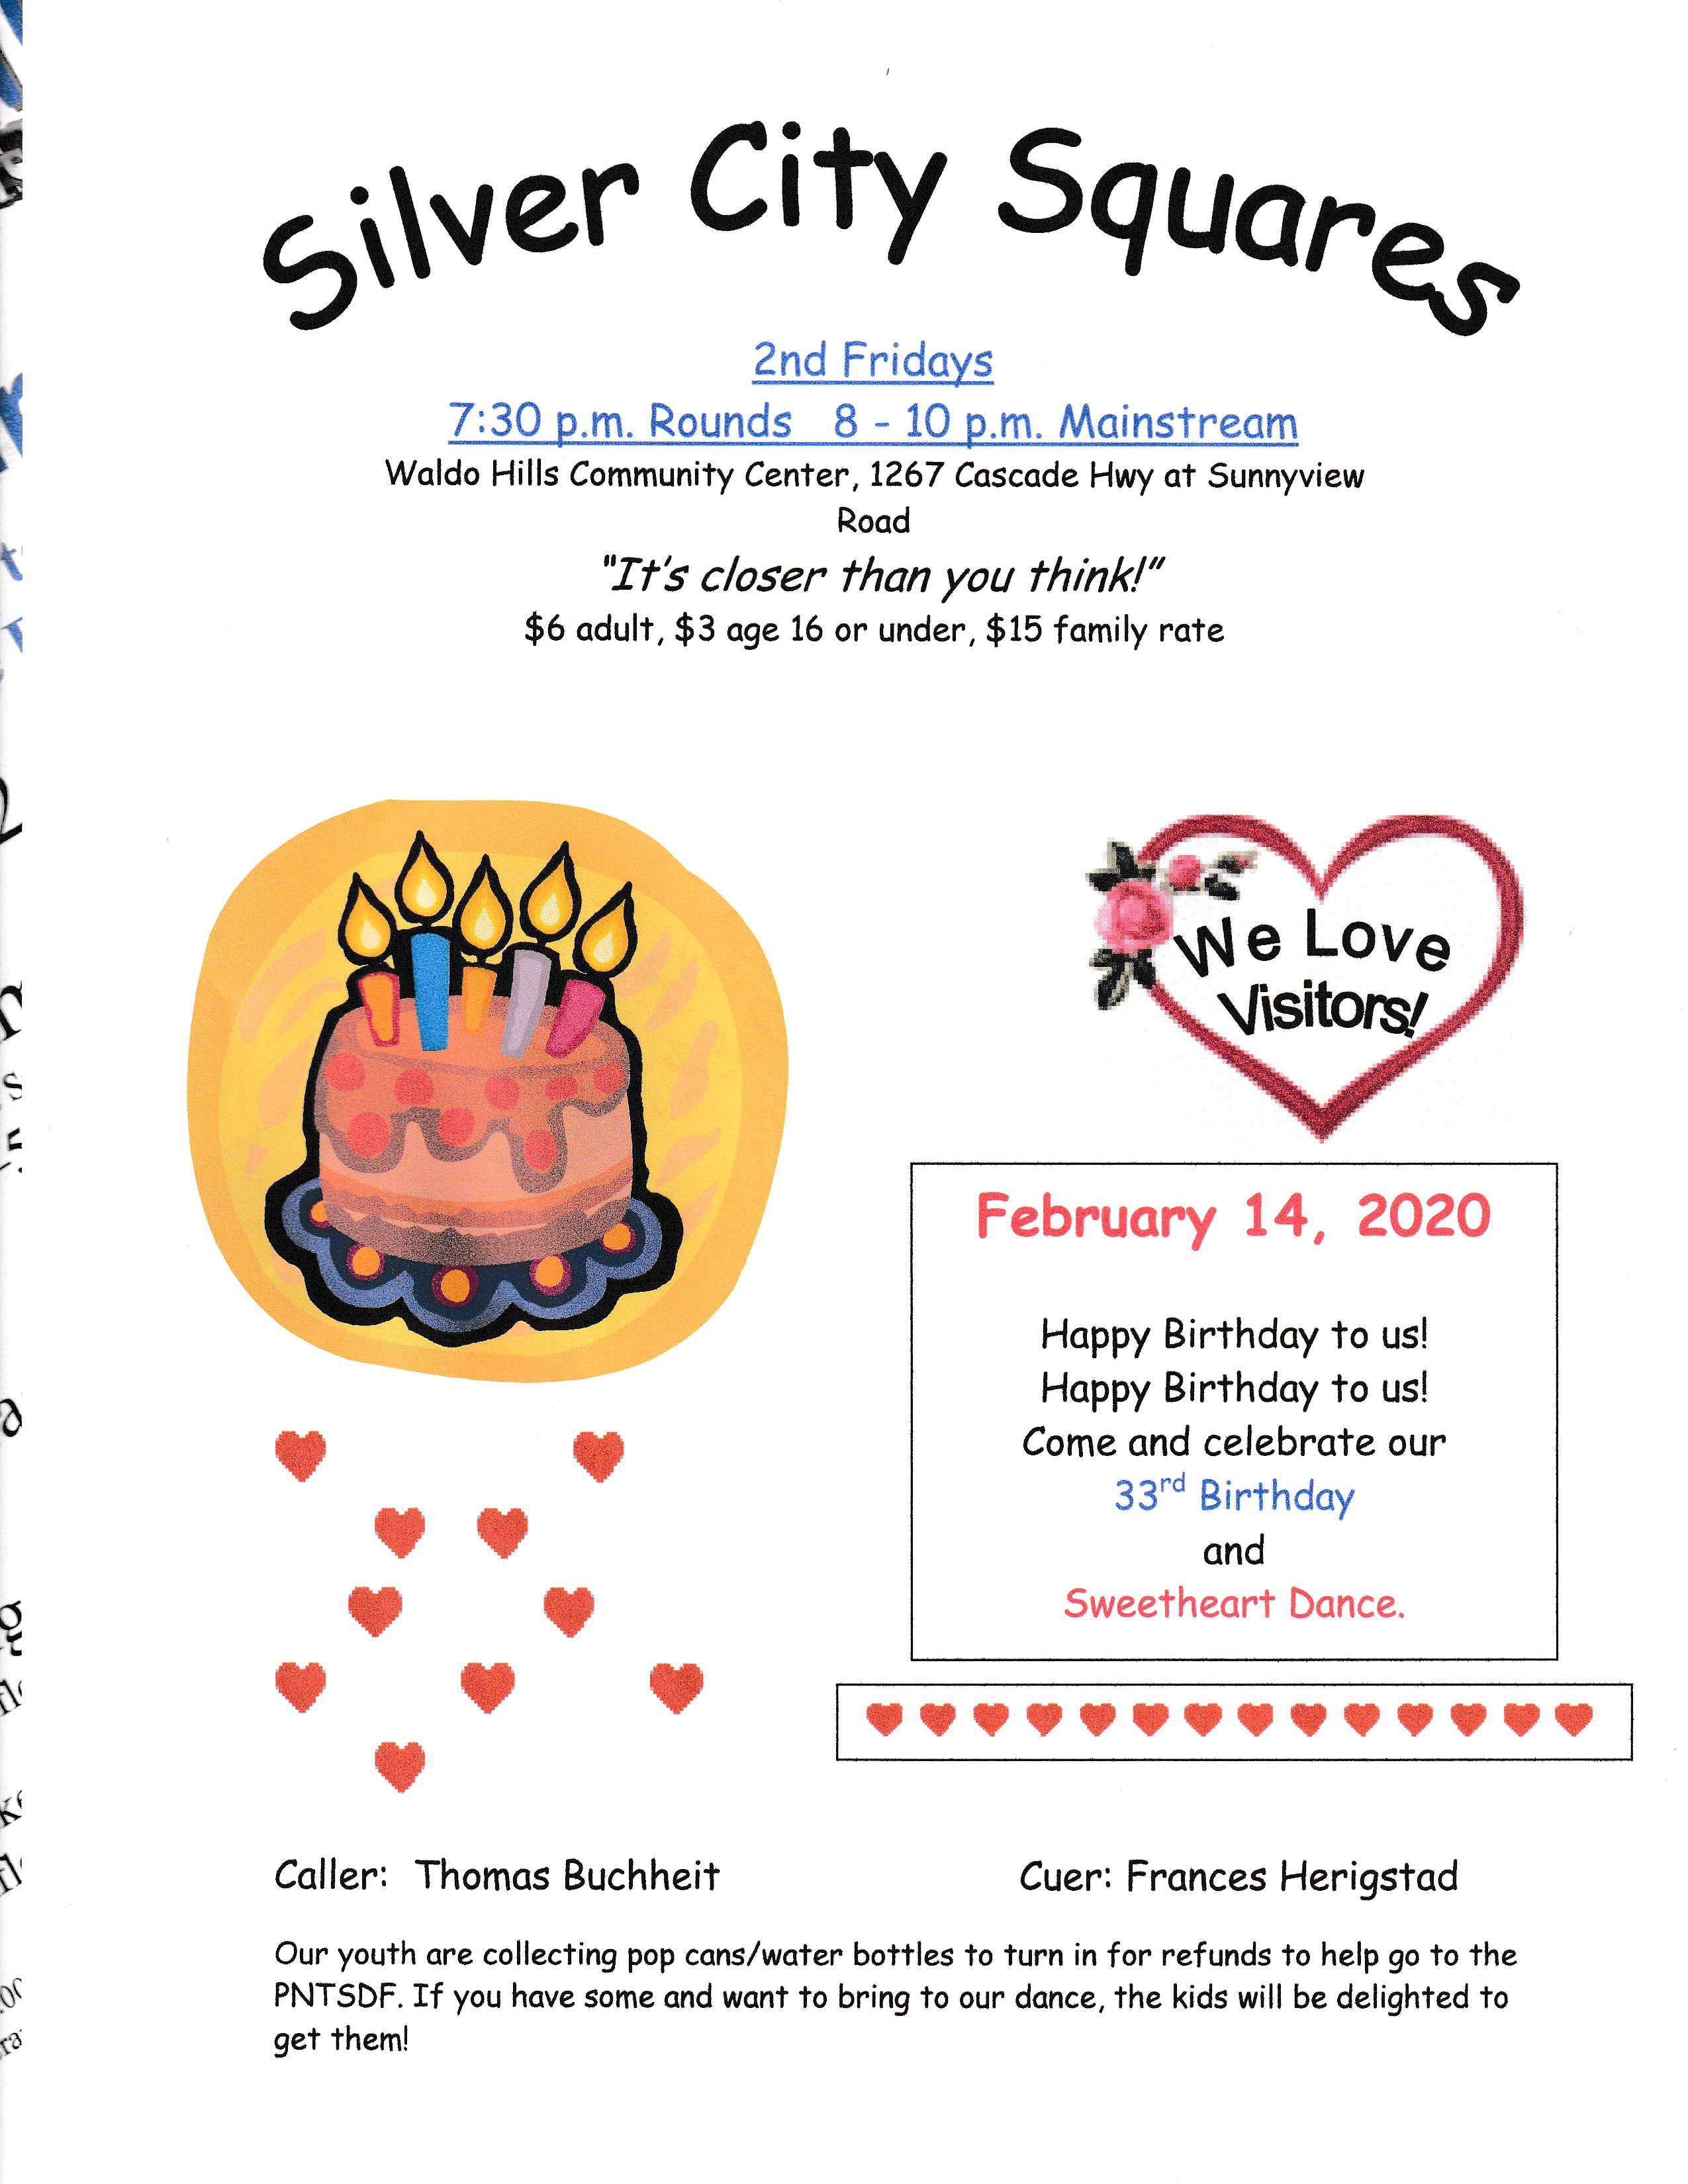 Silver City Squares
2nd Fridays
7:30 p.m. Rounds 8 - 10 p.m. Mainstream
Waldo Hills Community Center, 1267 Cascade Hwy at Sunnyview
Road
"It's closer than you think!"
$6 adult, $3 age 16 or under, $15 family rate
We Love
Visitors!
February 14, 2020
Happy Birthday to us!
Happy Birthday to us!
Come and celebrate our
33rd Birthday
and
Sweetheart Dance.
Caller: Thomas Buchheit
Cuer: Frances Herigstad
Our youth are collecting pop cans/water bottles to turn in for refunds to help go to the
PNTSDF. If you have some and want to bring to our dance, the kids will be delighted to
get them!